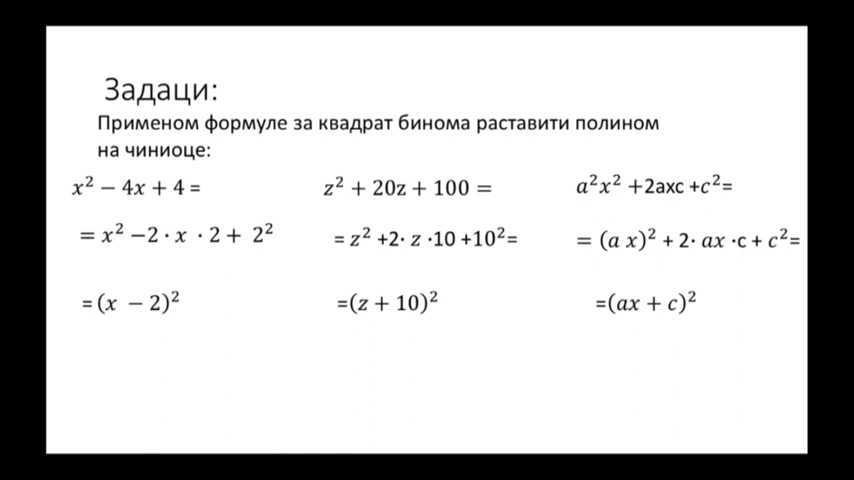 Задаци:
Применом формуле за квадрат бинома раставити полином
на чиниоце:
x² − 4x + 4 = z² + 20z + 100 = a²x² +2axc +c²=
= x² −2 · x · 2 + 2² = z² +2· z ·10 +10²= = (a x)² + 2· ax ·c + c²=
= (x − 2)² =(z + 10)² =(ax + c)²